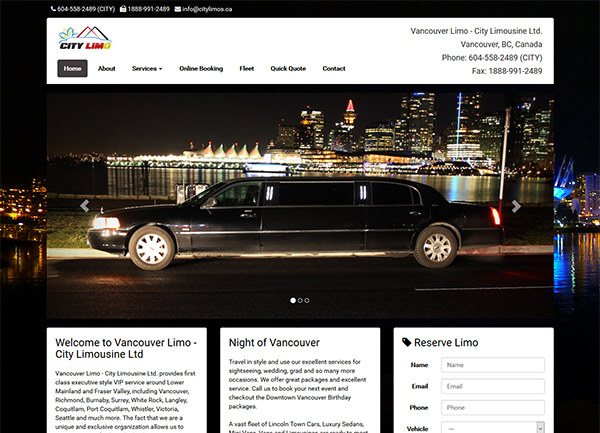 604-558-2489 (CITY) 1888-991-2489 info@citylimos.ca
CITY LIMO
Vancouver Limo - City Limousine Ltd.
Vancouver, BC, Canada
Phone: 604-558-2489 (CITY)
Fax: 1888-991-2489
Home About Services Online Booking Fleet Quick Quote Contact
Welcome to Vancouver Limo -
City Limousine Ltd
Vancouver Limo - City Limousine Ltd. provides first
class executive style VIP service around Lower
Mainland and Fraser Valley, including Vancouver,
Richmond, Burnaby, Surrey, White Rock, Langley,
Coquitlam, Port Coquitlam, Whistler, Victoria,
Seattle and much more. The fact that we are a
unique and exclusive organization allows us to
Night of Vancouver
Travel in style and use our excellent services for
sightseeing, wedding, grad and so many more
occasions. We offer great packages and excellent
service. Call us to book your next event and
checkout the Downtown Vancouver Birthday
packages.
A vast fleet of Lincoln Town Cars, Luxury Sedans,
Reserve Limo
Name Name
Email Email
Phone Phone
Vehicle ---